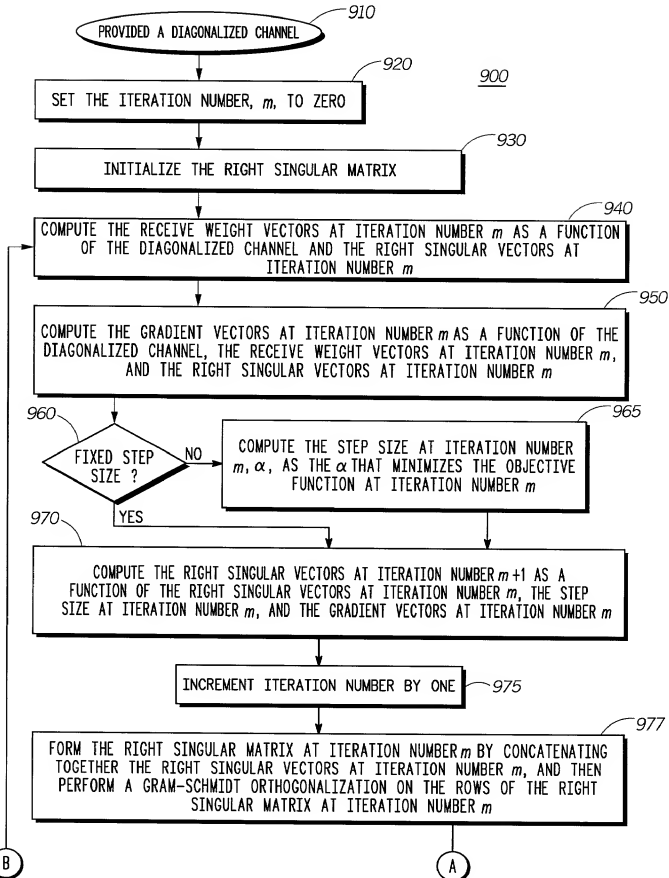 910
PROVIDED A DIAGONALIZED CHANNEL
920
900
SET THE ITERATION NUMBER, m, TO ZERO
930
INITIALIZE THE RIGHT SINGULAR MATRIX
940
COMPUTE THE RECEIVE WEIGHT VECTORS AT ITERATION NUMBER m AS A FUNCTION
OF THE DIAGONALIZED CHANNEL AND THE RIGHT SINGULAR VECTORS AT
ITERATION NUMBER m
950
COMPUTE THE GRADIENT VECTORS AT ITERATION NUMBER m AS A FUNCTION OF THE
DIAGONALIZED CHANNEL, THE RECEIVE WEIGHT VECTORS AT ITERATION NUMBER m,
AND THE RIGHT SINGULAR VECTORS AT ITERATION NUMBER m
960
FIXED STEP
SIZE ?
NO
965
COMPUTE THE STEP SIZE AT ITERATION NUMBER
m, α, AS THE α THAT MINIMIZES THE OBJECTIVE
FUNCTION AT ITERATION NUMBER m
YES
970
COMPUTE THE RIGHT SINGULAR VECTORS AT ITERATION NUMBER m+1 AS A
FUNCTION OF THE RIGHT SINGULAR VECTORS AT ITERATION NUMBER m, THE STEP
SIZE AT ITERATION NUMBER m, AND THE GRADIENT VECTORS AT ITERATION NUMBER m
INCREMENT ITERATION NUMBER BY ONE
975
977
FORM THE RIGHT SINGULAR MATRIX AT ITERATION NUMBER m BY CONCATENATING
TOGETHER THE RIGHT SINGULAR VECTORS AT ITERATION NUMBER m, AND THEN
PERFORM A GRAM-SCHMIDT ORTHOGONALIZATION ON THE ROWS OF THE RIGHT
SINGULAR MATRIX AT ITERATION NUMBER m
B
A